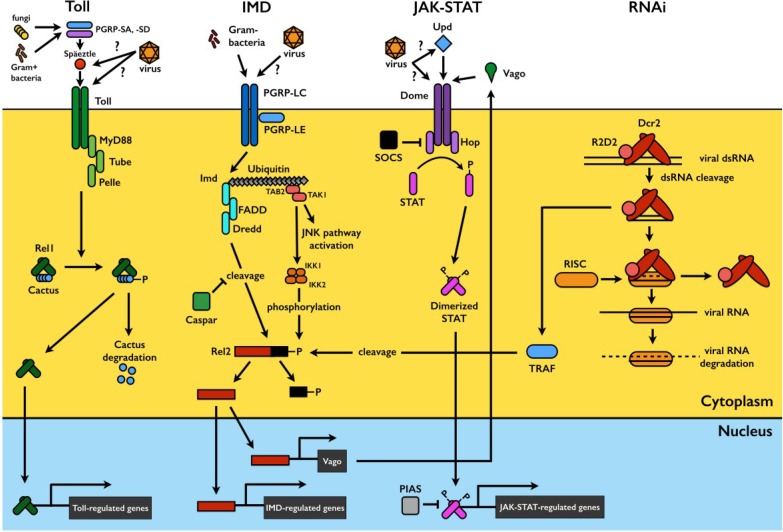 Toll
IMD
JAK-STAT
RNAi
fungi
PGRP-SA, -SD
Gram+
bacteria
Späeztle
?
?
virus
Toll
MyD88
Tube
Pelle
Rel1
Cactus
P
Cactus
degradation
Toll-regulated genes
Gram-
bacteria
?
virus
PGRP-LC
PGRP-LE
Imd
Ubiquitin
TAB2
TAK1
FADD
Dredd
JNK pathway
activation
cleavage
Caspar
IKK1
IKK2
phosphorylation
Rel2
P
P
Vago
IMD-regulated genes
Upd
virus
?
?
Vago
Dome
Hop
SOCS
STAT
P
P
P
Dimerized
STAT
cleavage
PIAS
P
P
JAK-STAT-regulated genes
Dcr2
R2D2
viral dsRNA
dsRNA cleavage
RISC
viral RNA
TRAF
viral RNA
degradation
Cytoplasm
Nucleus